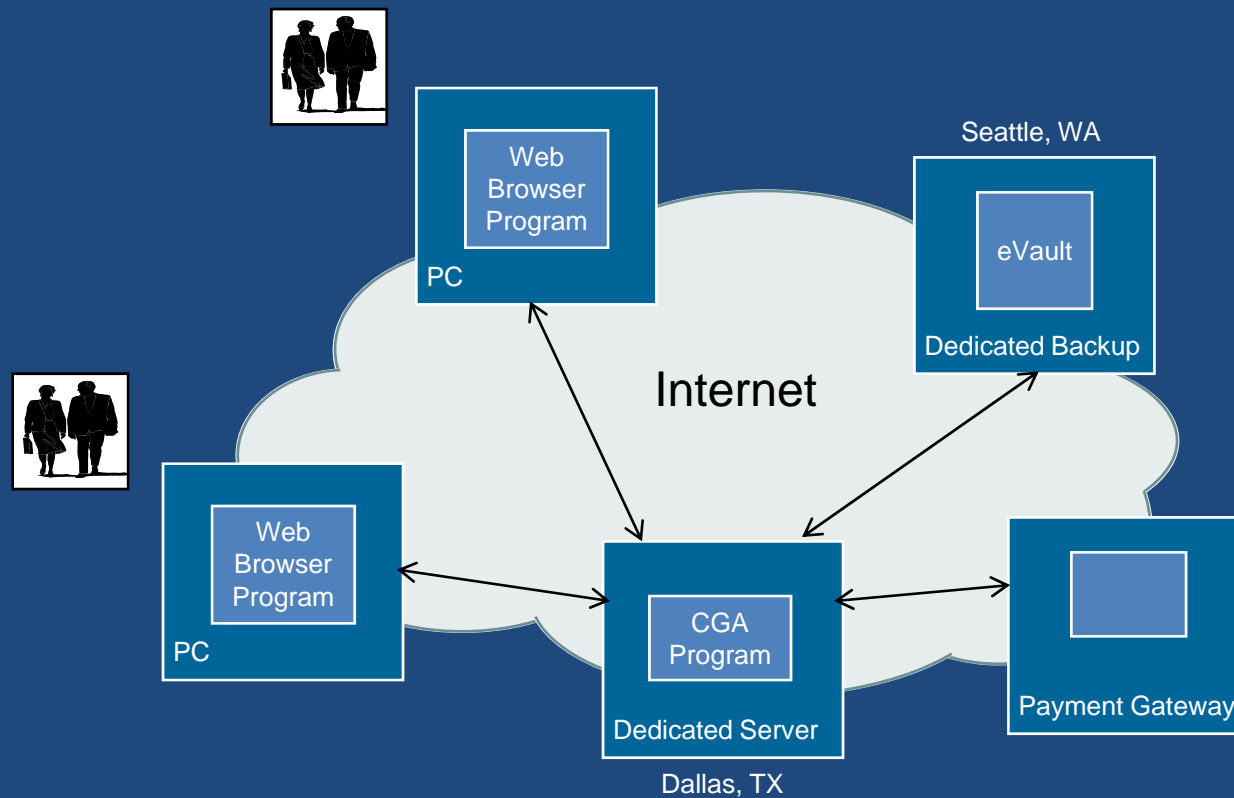 Web
Browser
Program
PC
Seattle, WA
eVault
Dedicated Backup
Internet
Web
Browser
Program
PC
CGA
Program
Dedicated Server
Dallas, TX
Payment Gateway